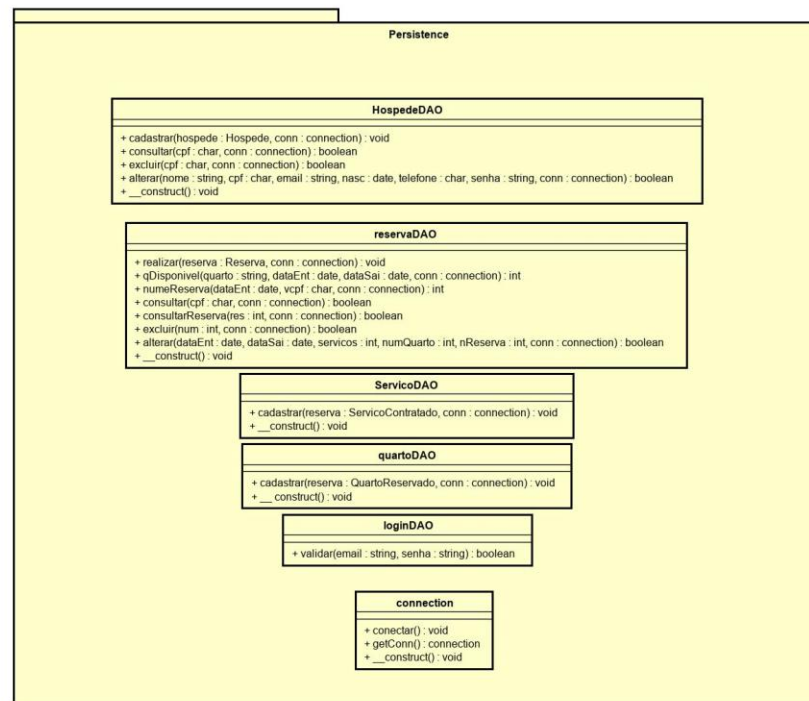 Persistence
HospedeDAO
+ cadastrar(hospede : Hospede, conn : connection) : void
+ consultar(cpf : char, conn : connection) : boolean
+ excluir(cpf : char, conn : connection) : boolean
+ alterar(nome : string, cpf : char, email : string, nasc : date, telefone : char, senha : string, conn : connection) : boolean
+ __construct() : void
reservaDAO
+ realizar(reserva : Reserva, conn : connection) : void
+ qDisponivel(quarto : string, dataEnt : date, dataSai : date, conn : connection) : int
+ numeReserva(dataEnt : date, vcpf : char, conn : connection) : int
+ consultar(cpf : char, conn : connection) : boolean
+ consultarReserva(res : int, conn : connection) : boolean
+ excluir(num : int, conn : connection) : boolean
+ alterar(dataEnt : date, dataSai : date, servicos : int, numQuarto : int, nReserva : int, conn : connection) : boolean
+ __construct() : void
ServicoDAO
+ cadastrar(reserva : ServicoContratado, conn : connection) : void
+ __construct() : void
quartoDAO
+ cadastrar(reserva : QuartoReservado, conn : connection) : void
+ __ construct() : void
loginDAO
+ validar(email : string, senha : string) : boolean
connection
+ conectar() : void
+ getConn() : connection
+ __construct() : void